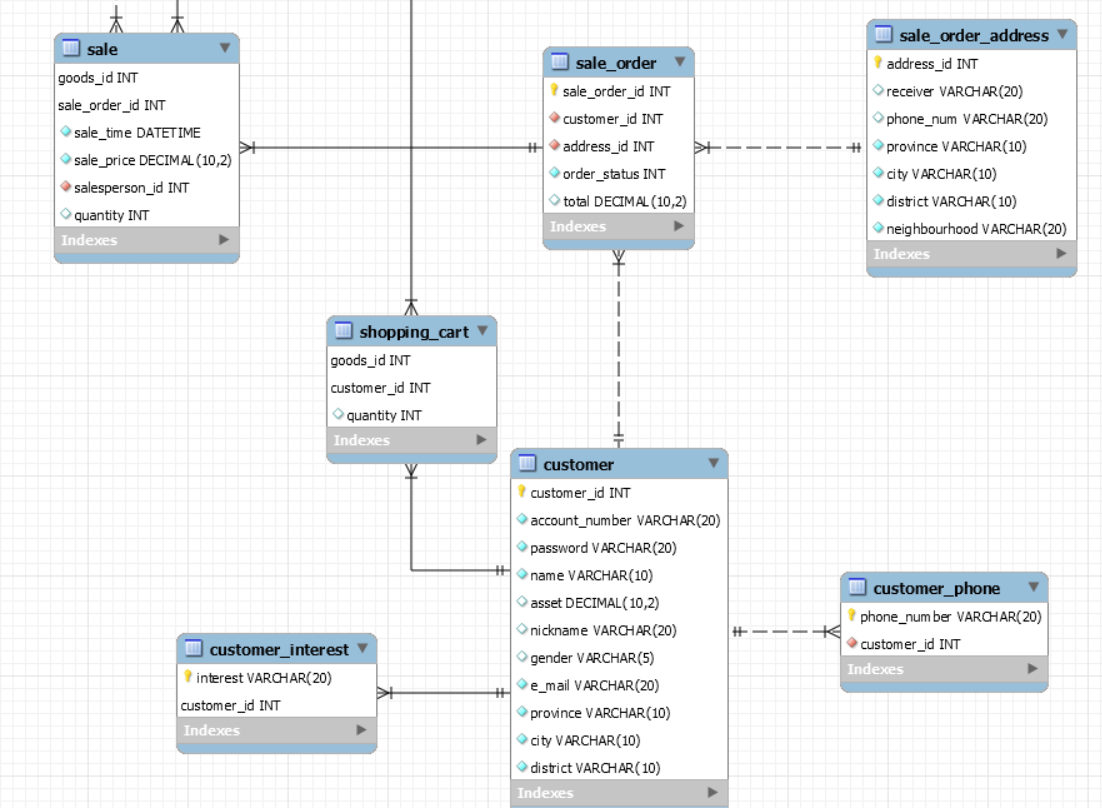 sale
goods_id INT
sale_order_id INT
sale_time DATETIME
sale_price DECIMAL(10,2)
salesperson_id INT
quantity INT
Indexes
sale_order
sale_order_id INT
customer_id INT
address_id INT
order_status INT
total DECIMAL(10,2)
Indexes
sale_order_address
address_id INT
receiver VARCHAR(20)
phone_num VARCHAR(20)
province VARCHAR(10)
city VARCHAR(10)
district VARCHAR(10)
neighbourhood VARCHAR(20)
Indexes
shopping_cart
goods_id INT
customer_id INT
quantity INT
Indexes
customer
customer_id INT
account_number VARCHAR(20)
password VARCHAR(20)
name VARCHAR(10)
asset DECIMAL(10,2)
nickname VARCHAR(20)
gender VARCHAR(5)
e_mail VARCHAR(20)
province VARCHAR(10)
city VARCHAR(10)
district VARCHAR(10)
Indexes
customer_interest
interest VARCHAR(20)
customer_id INT
Indexes
customer_phone
phone_number VARCHAR(20)
customer_id INT
Indexes